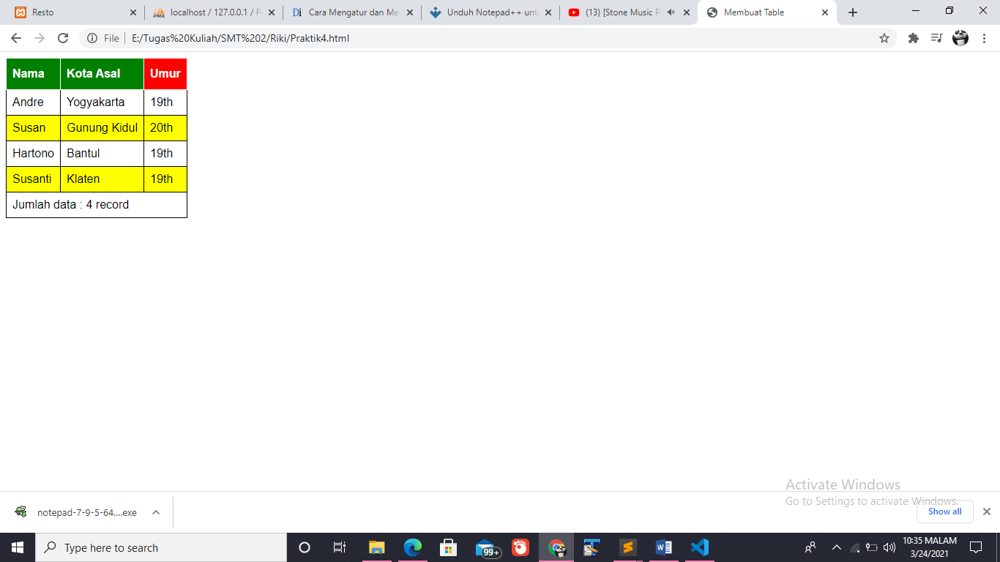 Resto
localhost / 127.0.0.1 /
Cara Mengatur dan
Unduh Notepad++
(13) [Stone Music
Membuat Table
File E:/Tugas%20Kuliah/SMT%202/Riki/Praktik4.html
Nama Kota Asal Umur
Andre Yogyakarta 19th
Susan Gunung Kidul 20th
Hartono Bantul 19th
Susanti Klaten 19th
Jumlah data : 4 record
Activate Windows
Go to Settings to activate Windows.
notepad-7-9-5-64....exe
Show all
Type here to search
99+
10:35 MALAM
3/24/2021